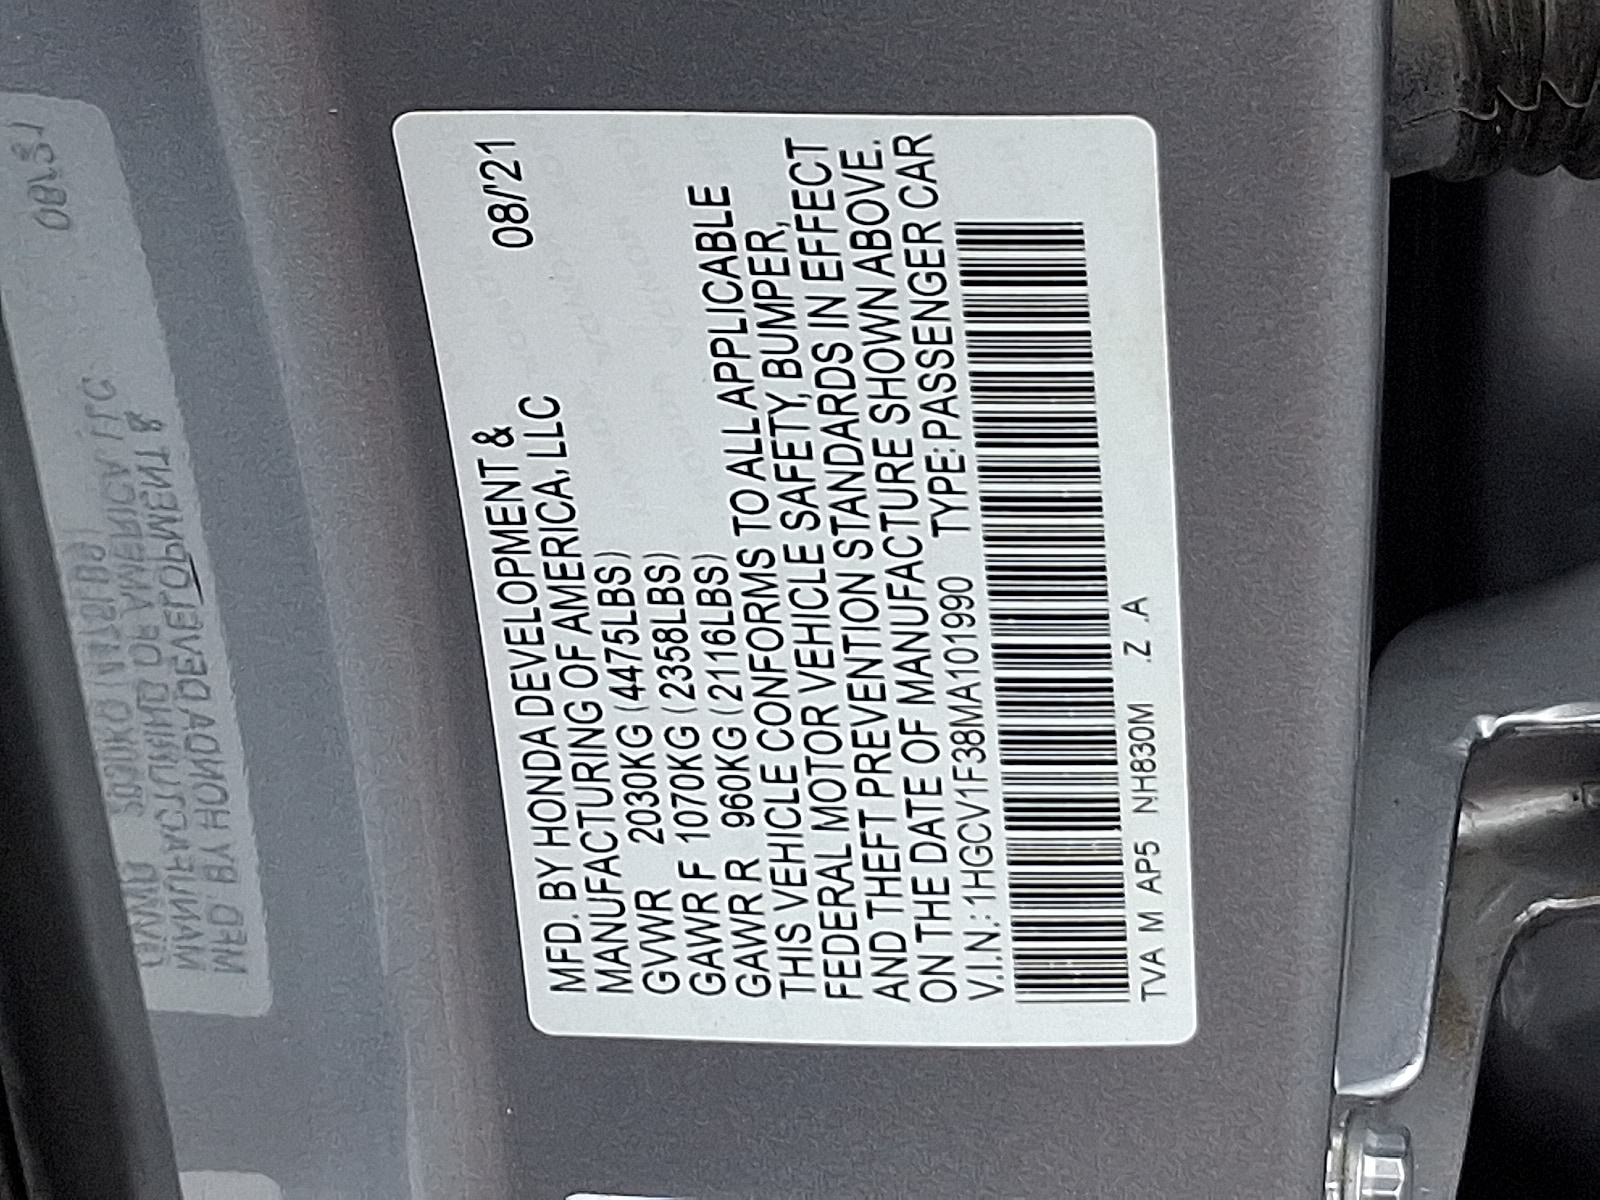 MFD. BY HONDA DEVELOPMENT & 08/'21
MANUFACTURING OF AMERICA, LLC
GVWR 2030KG (4475LBS)
GAWR F 1070KG (2358LBS)
GAWR R 960KG (2116LBS)
THIS VEHICLE CONFORMS TO ALL APPLICABLE
FEDERAL MOTOR VEHICLE SAFETY, BUMPER,
AND THEFT PREVENTION STANDARDS IN EFFECT
ON THE DATE OF MANUFACTURE SHOWN ABOVE.
V.I.N.: 1HGCV1F38MA101990 TYPE: PASSENGER CAR
TVA M AP5 NH830M .Z .A